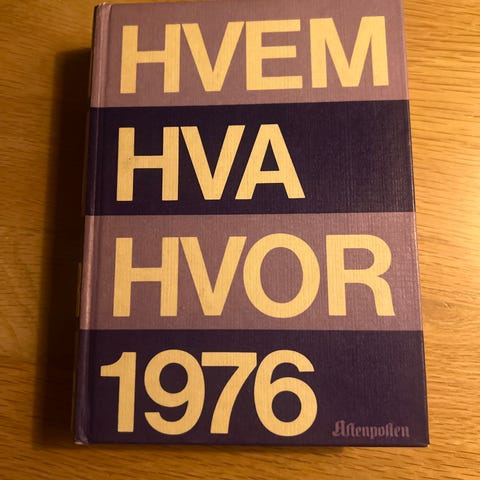 HVEM
HVA
HVOR
1976
Aftenposten